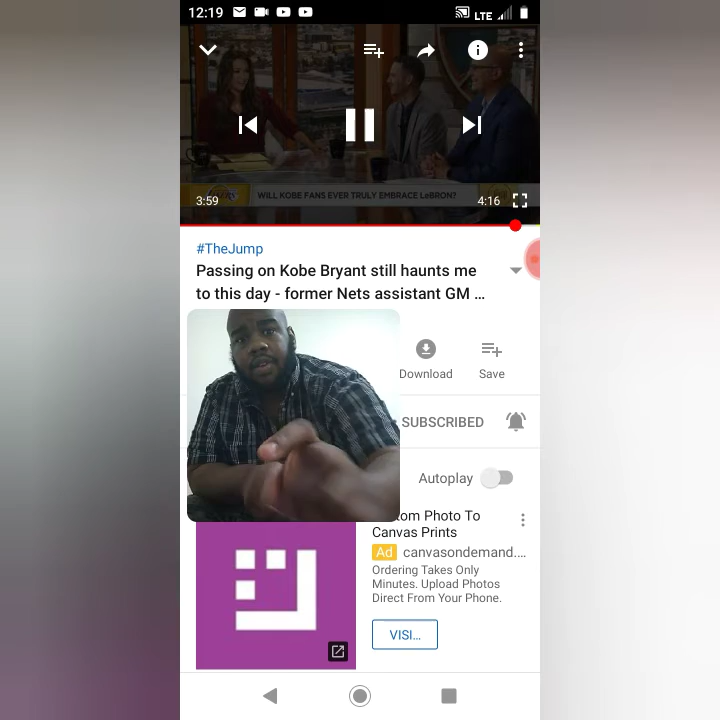 12:19
LTE
WILL KOBE FANS EVER TRULY EMBRACE LeBRON?
3:59
4:16
#TheJump
Passing on Kobe Bryant still haunts me
to this day - former Nets assistant GM ...
Download
Save
SUBSCRIBED
Autoplay
Photo To
Canvas Prints
Ad canvasondemand....
Ordering Takes Only
Minutes. Upload Photos
Direct From Your Phone.
VISI...